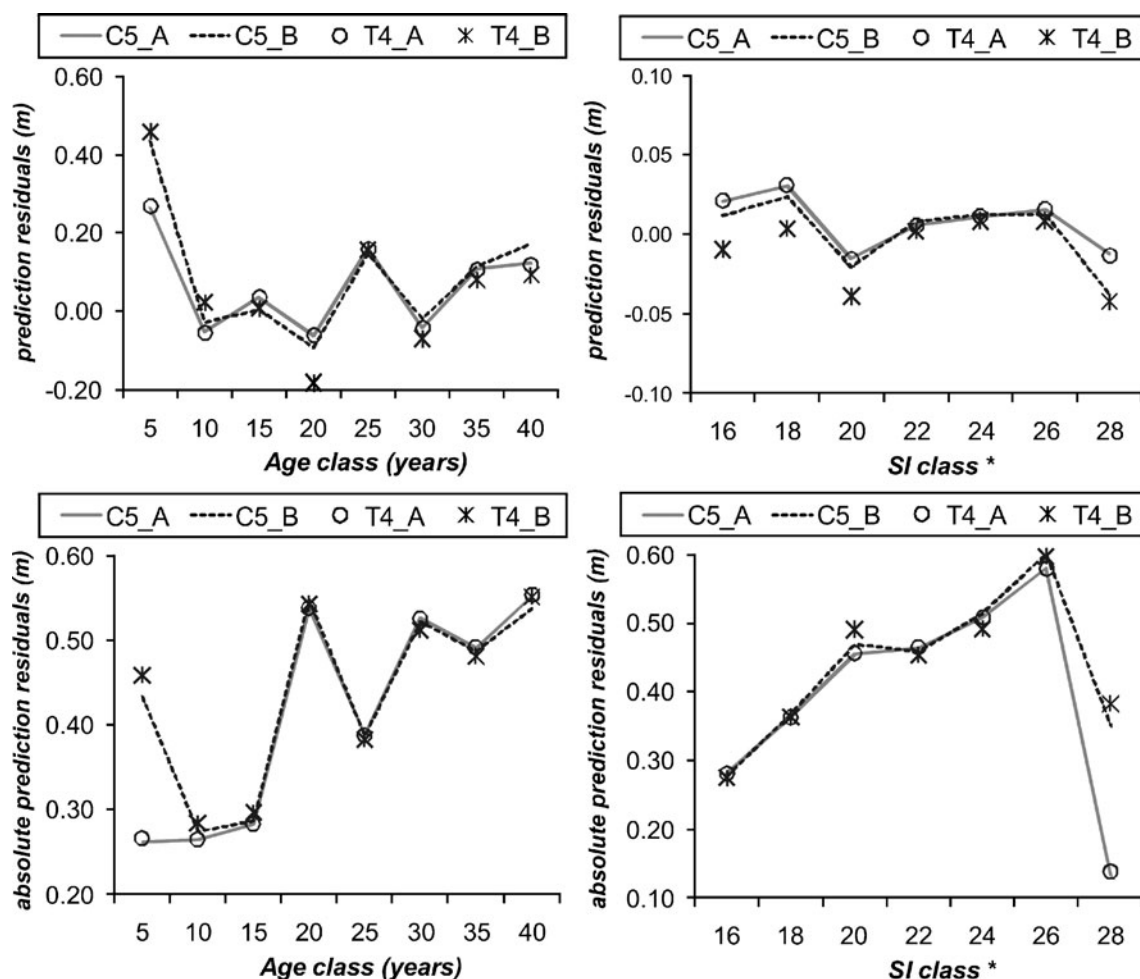 C5_A C5_B T4_A T4_B
prediction residuals (m)
0.60
0.40
0.20
0.00
-0.20
5 10 15 20 25 30 35 40
Age class (years)
C5_A C5_B T4_A T4_B
prediction residuals (m)
0.10
0.05
0.00
-0.05
-0.10
16 18 20 22 24 26 28
SI class *
C5_A C5_B T4_A T4_B
absolute prediction residuals (m)
0.60
0.50
0.40
0.30
0.20
5 10 15 20 25 30 35 40
Age class (years)
C5_A C5_B T4_A T4_B
absolute prediction residuals (m)
0.60
0.50
0.40
0.30
0.20
0.10
16 18 20 22 24 26 28
SI class *